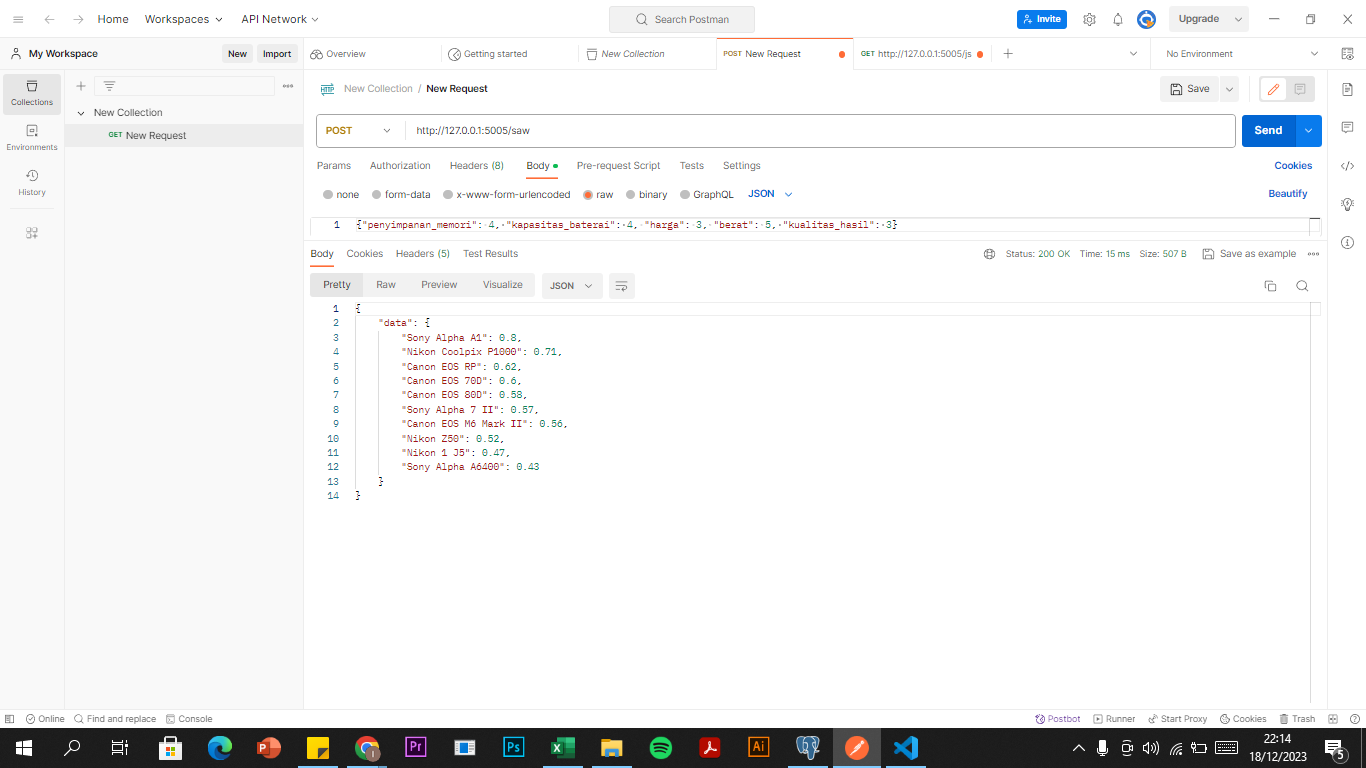 Home Workspaces API Network Search Postman Invite Upgrade
My Workspace New Import Overview Getting started New Collection POST New Request GET http://127.0.0.1:5005/js No Environment
Collections
Environments
History
New Collection
GET New Request
HTTP New Collection / New Request Save
POST http://127.0.0.1:5005/saw Send
Params Authorization Headers (8) Body Pre-request Script Tests Settings Cookies
none form-data x-www-form-urlencoded raw binary GraphQL JSON Beautify
1 {"penyimpanan_memori": 4, "kapasitas_baterai": 4, "harga": 3, "berat": 5, "kualitas_hasil": 3}
Body Cookies Headers (5) Test Results Status: 200 OK Time: 15 ms Size: 507 B Save as example
Pretty Raw Preview Visualize JSON
1 {
2 "data": {
3 "Sony Alpha A1": 0.8,
4 "Nikon Coolpix P1000": 0.71,
5 "Canon EOS RP": 0.62,
6 "Canon EOS 70D": 0.6,
7 "Canon EOS 80D": 0.58,
8 "Sony Alpha 7 II": 0.57,
9 "Canon EOS M6 Mark II": 0.56,
10 "Nikon Z50": 0.52,
11 "Nikon 1 J5": 0.47,
12 "Sony Alpha A6400": 0.43
13 }
14 }
Online Find and replace Console Postbot Runner Start Proxy Cookies Trash
Pr Ps Ai
22:14
18/12/2023
5